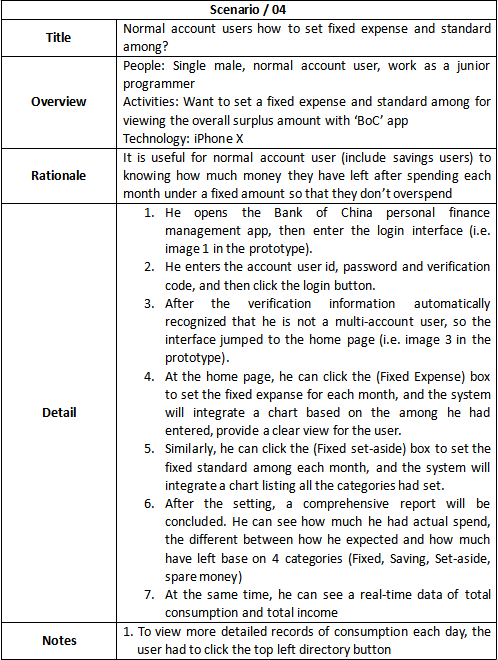 Scenario / 04
Title
Normal account users how to set fixed expense and standard
among?
Overview
People: Single male, normal account user, work as a junior
programmer
Activities: Want to set a fixed expense and standard among for
viewing the overall surplus amount with ‘BoC’ app
Technology: iPhone X
Rationale
It is useful for normal account user (include savings users) to
knowing how much money they have left after spending each
month under a fixed amount so that they don’t overspend
Detail
1. He opens the Bank of China personal finance
management app, then enter the login interface (i.e.
image 1 in the prototype).
2. He enters the account user id, password and verification
code, and then click the login button.
3. After the verification information automatically
recognized that he is not a multi-account user, so the
interface jumped to the home page (i.e. image 3 in the
prototype).
4. At the home page, he can click the (Fixed Expense) box
to set the fixed expanse for each month, and the system
will integrate a chart based on the among he had
entered, provide a clear view for the user.
5. Similarly, he can click the (Fixed set-aside) box to set the
fixed standard among each month, and the system will
integrate a chart listing all the categories had set.
6. After the setting, a comprehensive report will be
concluded. He can see how much he had actual spend,
the different between how he expected and how much
have left base on 4 categories (Fixed, Saving, Set-aside,
spare money)
7. At the same time, he can see a real-time data of total
consumption and total income
Notes
1. To view more detailed records of consumption each day, the
user had to click the top left directory button